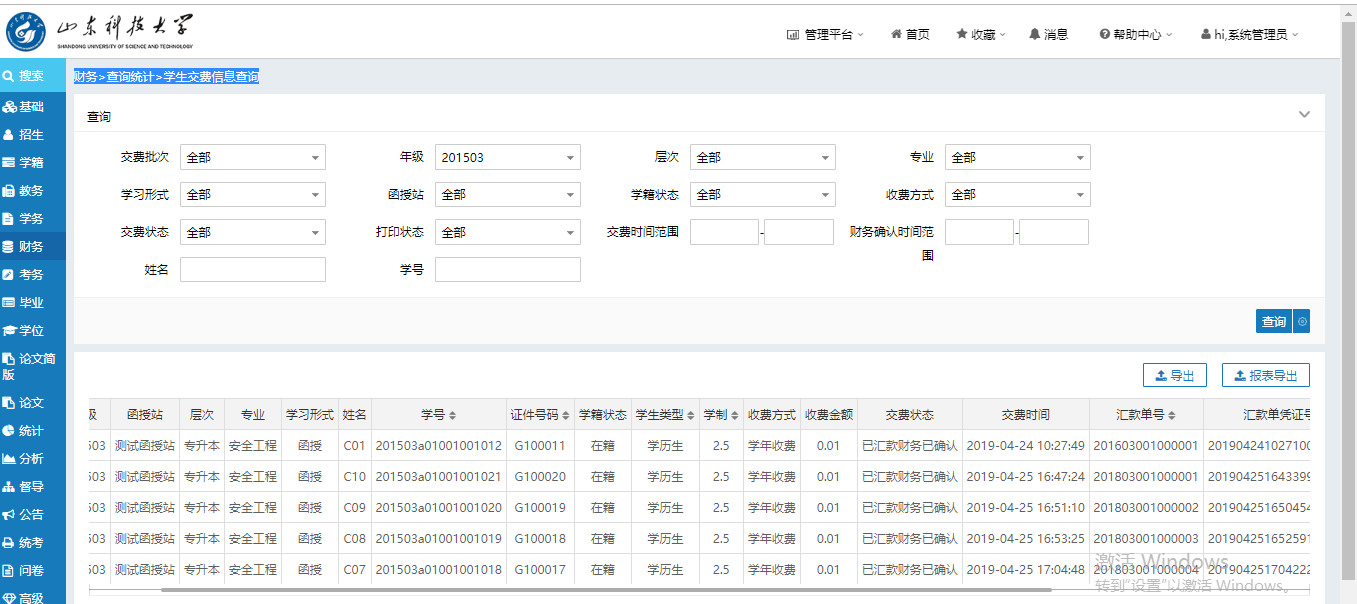 山东科技大学
SHANDONG UNIVERSITY OF SCIENCE AND TECHNOLOGY
管理平台 首页 收藏 消息 帮助中心 hi,系统管理员
搜索
基础
招生
学籍
教务
学务
财务
考务
毕业
学位
论文简
版
论文
统计
分析
督导
公告
统考
问卷
高级
财务>查询统计>学生交费信息查询
查询
交费批次 全部 年级 201503 层次 全部 专业 全部
学习形式 全部 函授站 全部 学籍状态 全部 收费方式 全部
交费状态 全部 打印状态 全部 交费时间范围 - 财务确认时间范 -
围
姓名 学号
查询
导出 报表导出
级 函授站 层次 专业 学习形式 姓名 学号 证件号码 学籍状态 学生类型 学制 收费方式 收费金额 交费状态 交费时间 汇款单号 汇款单凭证号
503 测试函授站 专升本 安全工程 函授 C01 201503a01001001012 G100011 在籍 学历生 2.5 学年收费 0.01 已汇款财务已确认 2019-04-24 10:27:49 201603001000001 201904241027100
503 测试函授站 专升本 安全工程 函授 C10 201503a01001001021 G100020 在籍 学历生 2.5 学年收费 0.01 已汇款财务已确认 2019-04-25 16:47:24 201803001000001 201904251643399
503 测试函授站 专升本 安全工程 函授 C09 201503a01001001020 G100019 在籍 学历生 2.5 学年收费 0.01 已汇款财务已确认 2019-04-25 16:51:10 201803001000002 201904251650454
503 测试函授站 专升本 安全工程 函授 C08 201503a01001001019 G100018 在籍 学历生 2.5 学年收费 0.01 已汇款财务已确认 2019-04-25 16:53:25 201803001000003 201904251652591
503 测试函授站 专升本 安全工程 函授 C07 201503a01001001018 G100017 在籍 学历生 2.5 学年收费 0.01 已汇款财务已确认 2019-04-25 17:04:48 201803001000004 201904251704222
激活 Windows
转到"设置"以激活 Windows。